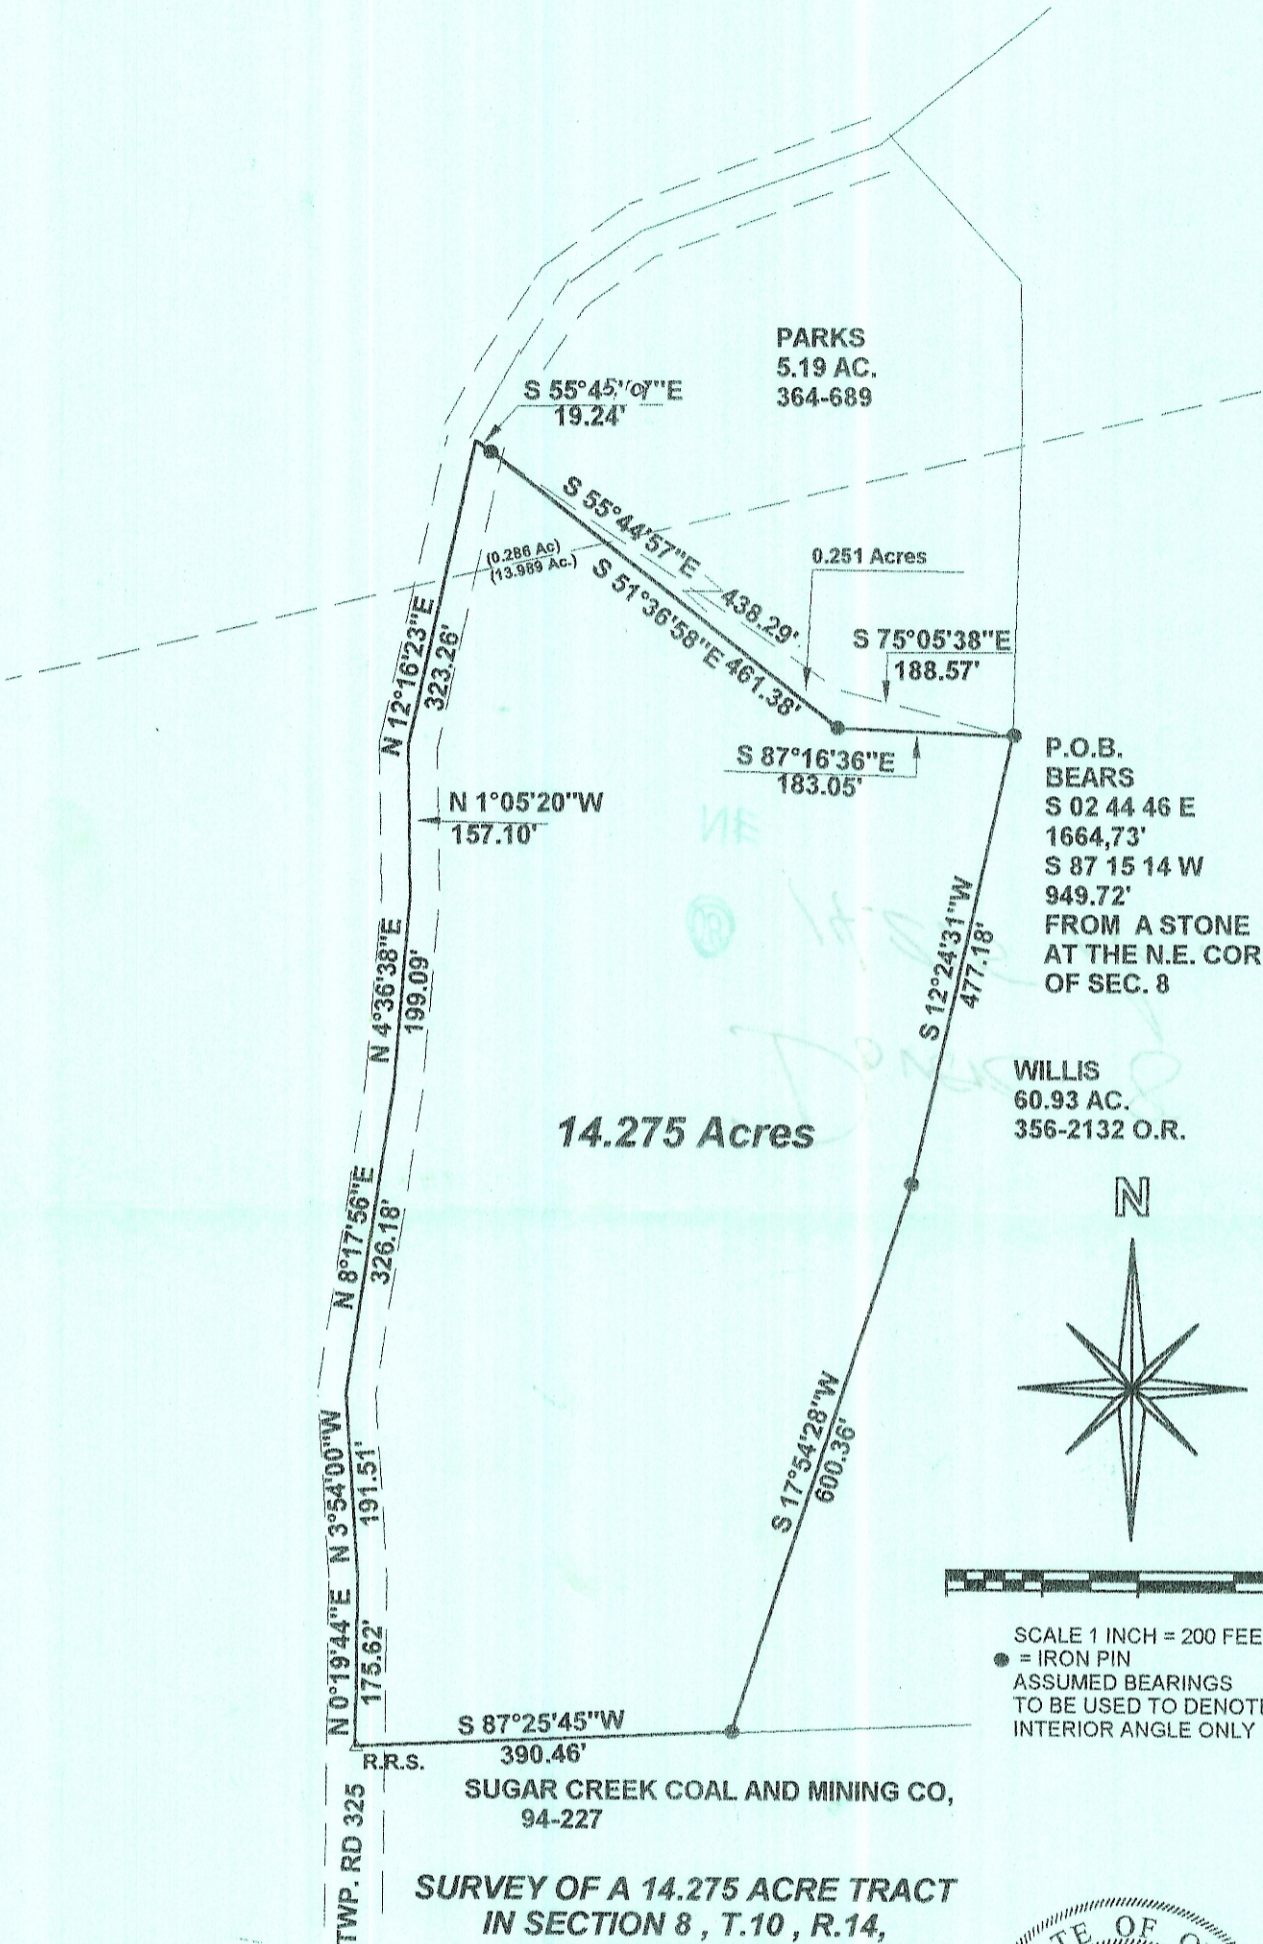 PARKS
5.19 AC.
364-689
S 55°45'07"E
19.24'
S 55°44'57"E 438.29'
(0.286 Ac)
(13.989 Ac.)
S 51°36'58"E 461.38'
0.251 Acres
S 75°05'38"E
188.57'
N 12°16'23"E
323.26'
S 87°16'36"E
183.05'
P.O.B.
BEARS
S 02 44 46 E
1664,73'
S 87 15 14 W
949.72'
FROM A STONE
AT THE N.E. COR
OF SEC. 8
N 1°05'20"W
157.10'
N 4°36'38"E
199.09'
S 12°24'31"W
477.18'
WILLIS
60.93 AC.
356-2132 O.R.
14.275 Acres
N
N 8°17'56"E
326.18'
S 17°54'28"W
600.36'
N 3°54'00"W
191.51'
N 0°19'44"E
175.62'
SCALE 1 INCH = 200 FEE
= IRON PIN
ASSUMED BEARINGS
TO BE USED TO DENOTE
INTERIOR ANGLE ONLY
S 87°25'45"W
390.46'
R.R.S.
SUGAR CREEK COAL AND MINING CO,
94-227
TWP. RD 325
SURVEY OF A 14.275 ACRE TRACT
IN SECTION 8 , T.10 , R.14,
TE OF O